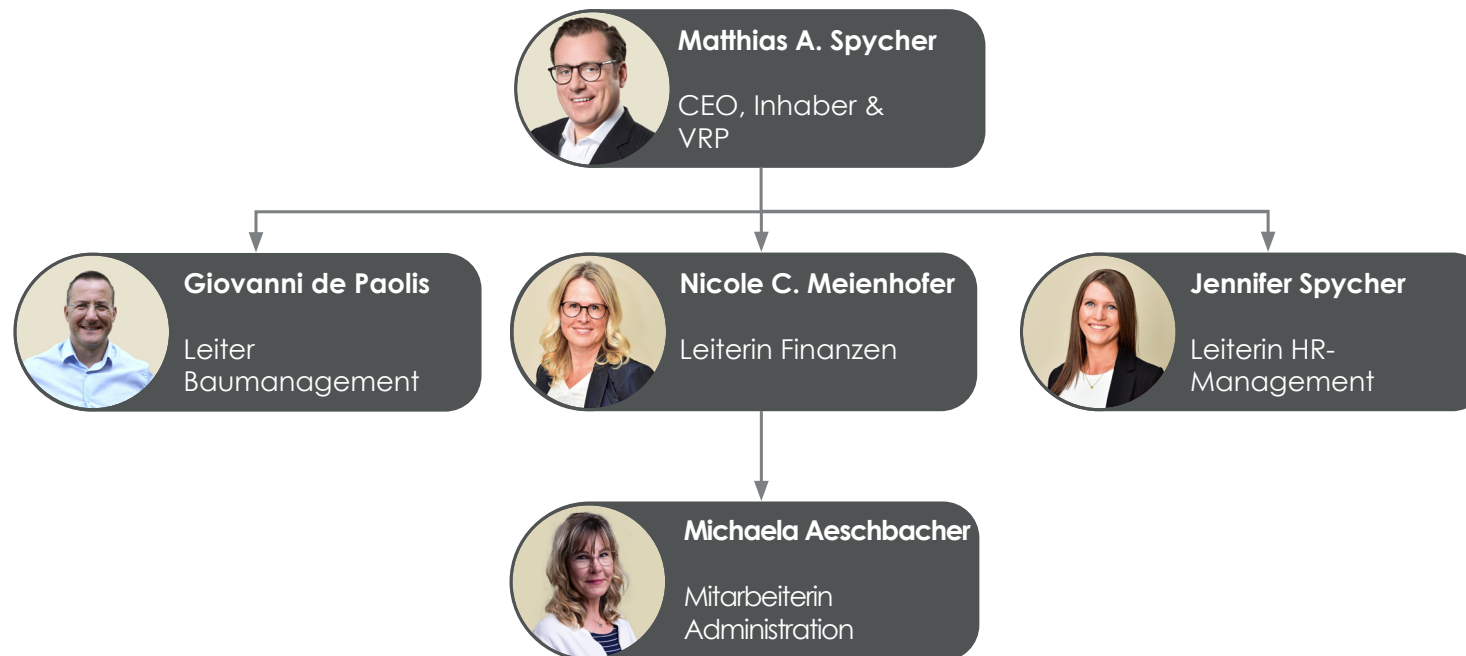 Matthias A. Spycher
CEO, Inhaber &
VRP
Giovanni de Paolis
Leiter
Baumanagement
Nicole C. Meienhofer
Leiterin Finanzen
Jennifer Spycher
Leiterin HR-
Management
Michaela Aeschbacher
Mitarbeiterin
Administration